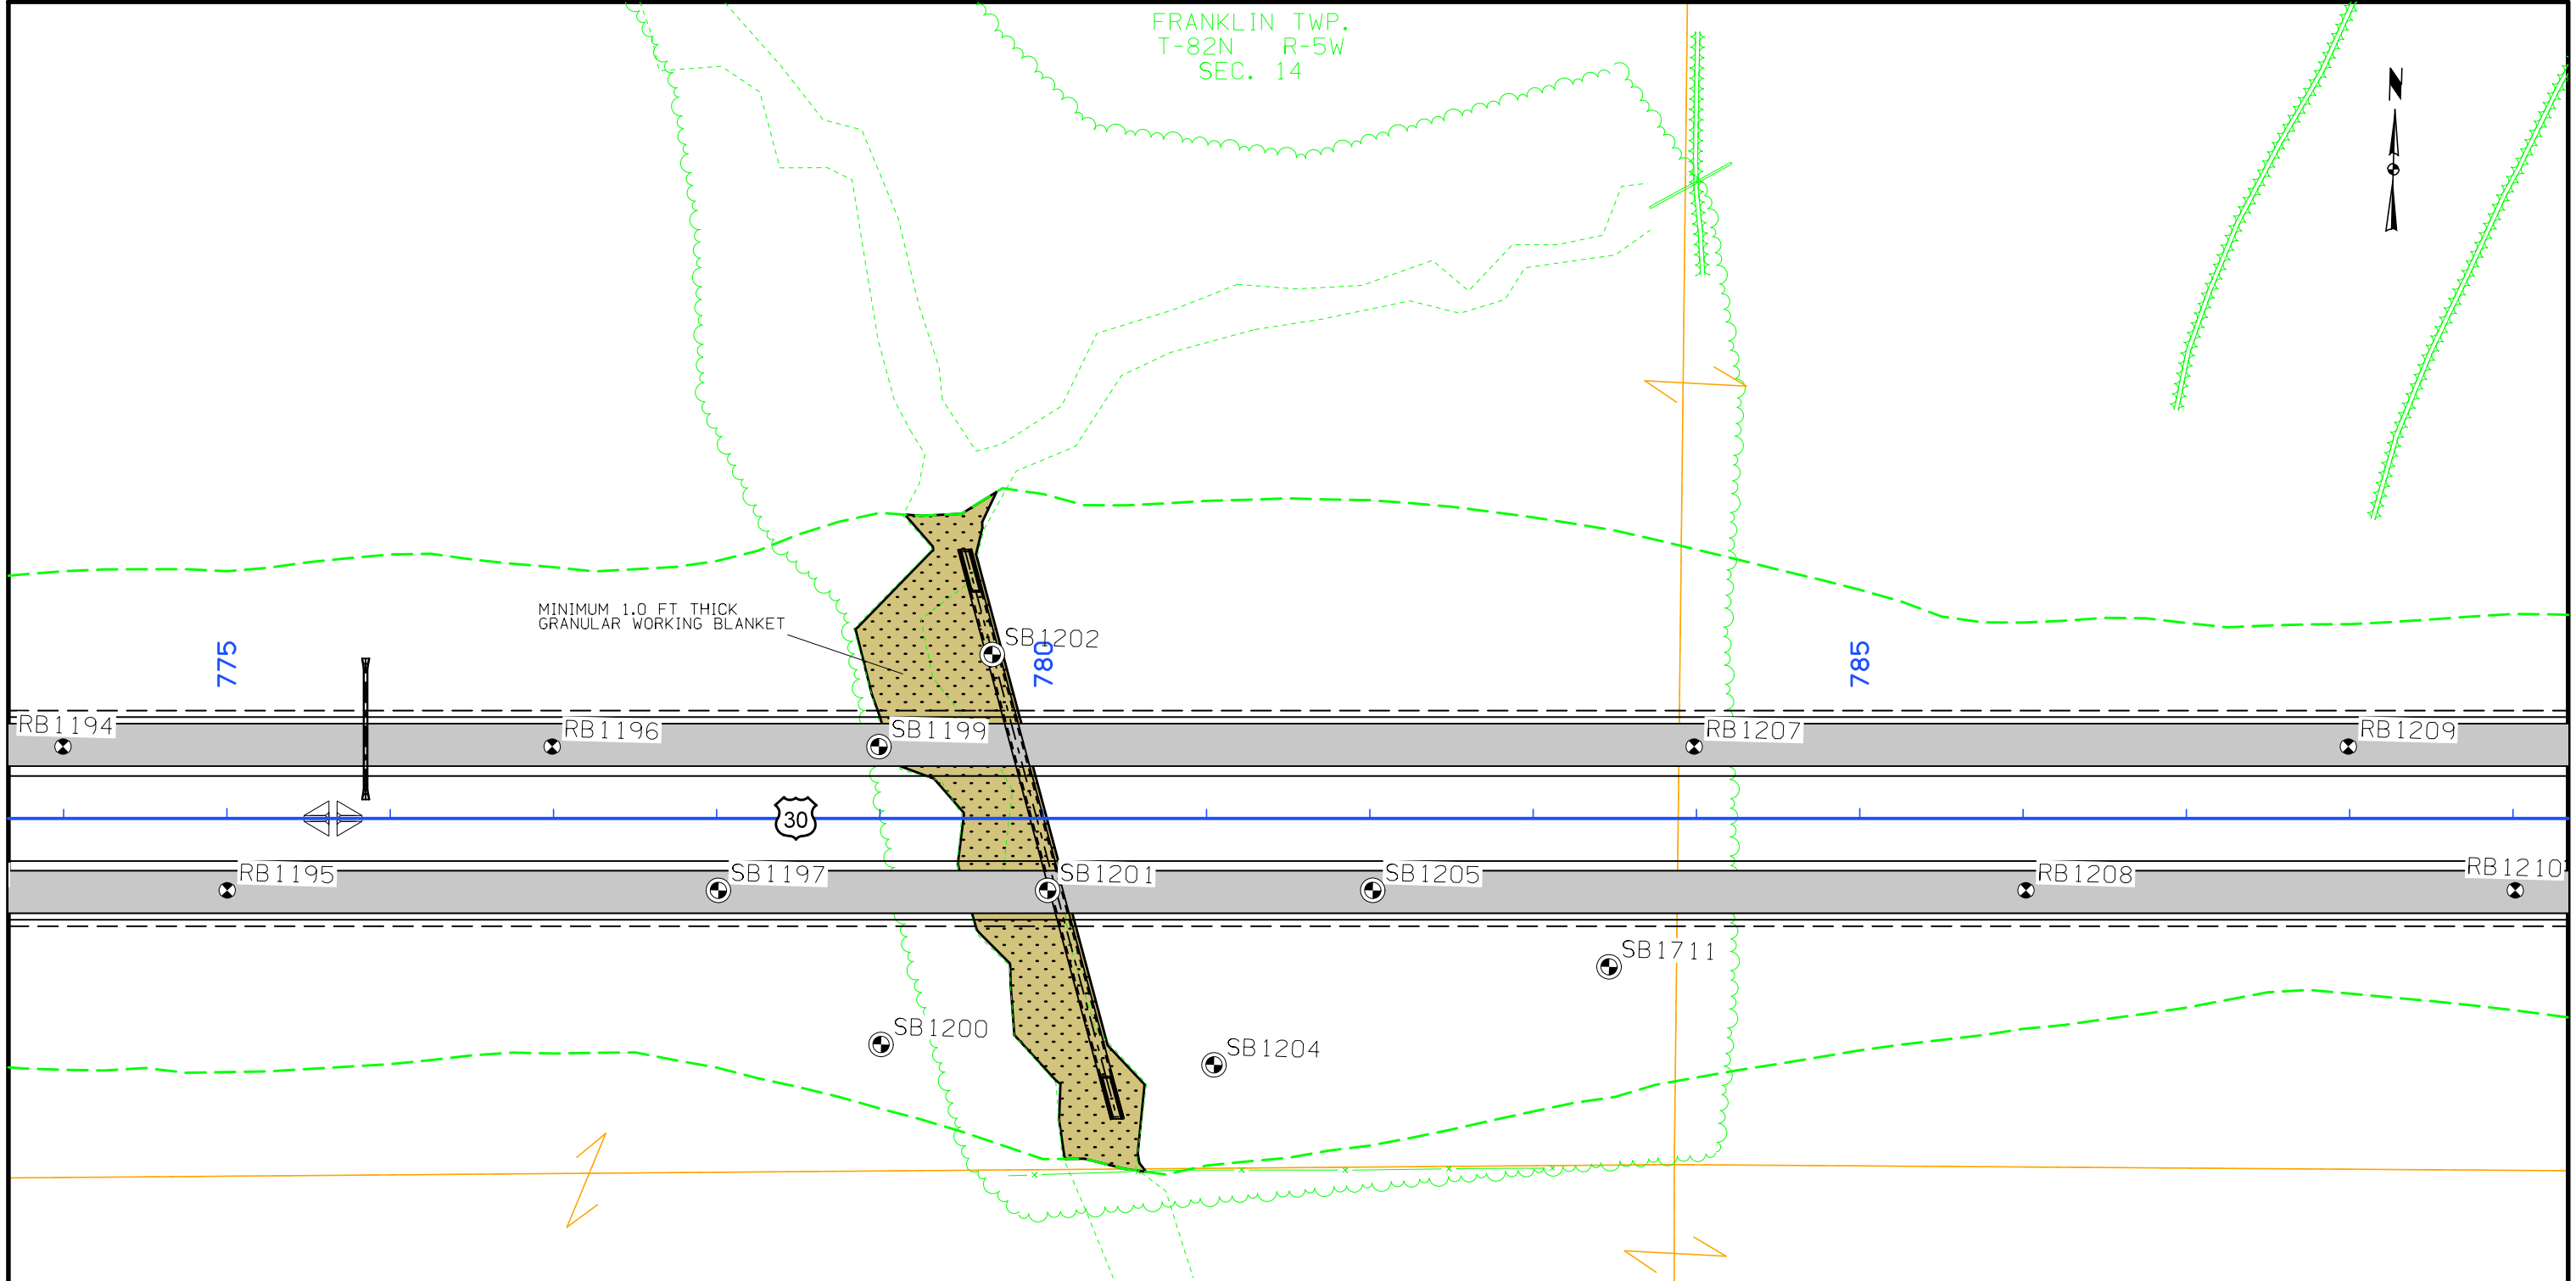 FRANKLIN TWP.
T-82N R-5W
SEC. 14
N
MINIMUM 1.0 FT THICK
GRANULAR WORKING BLANKET
SB1202
775
780
785
RB1194
RB1196
SB1199
RB1207
RB1209
30
RB1195
SB1197
SB1201
SB1205
RB1208
RB1210
SB1711
SB1200
SB1204